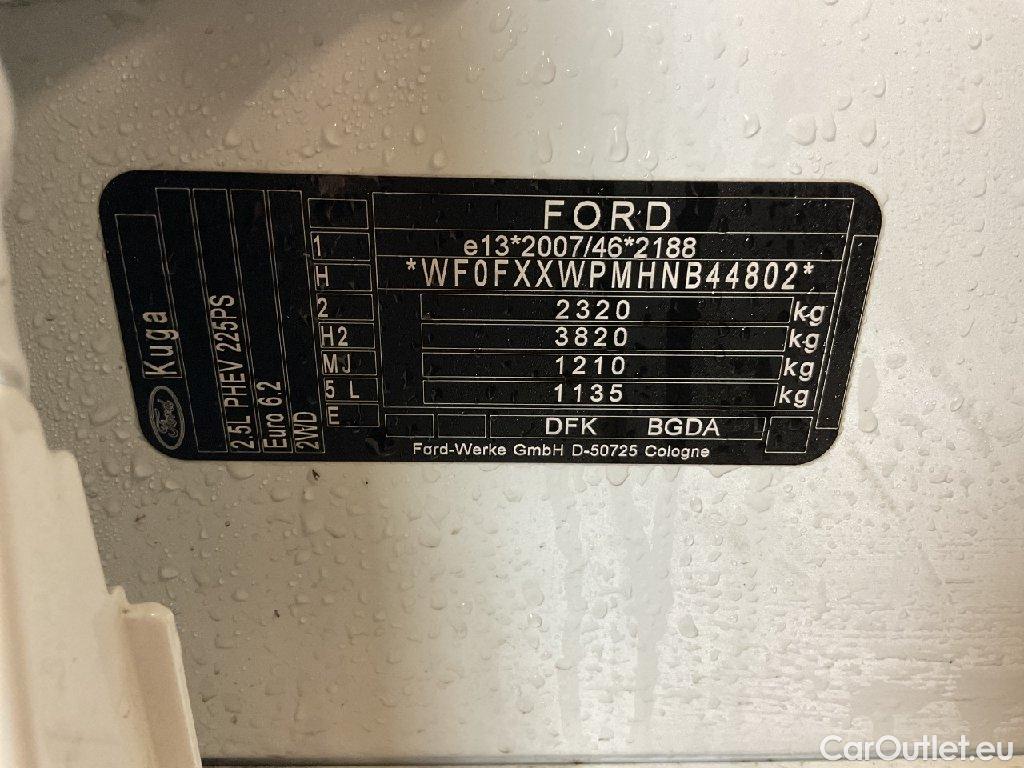 FORD
e13*2007/46*2188
*WF0FXXWPMHNB44802*
2320 kg
3820 kg
1210 kg
1135 kg
DFK BGDA
Ford-Werke GmbH D-50725 Cologne
1
H
2
H2
MJ
5 L
E
Ford Kuga
2.5L PHEV 225PS
Euro 6.2
2WD
CarOutlet.eu